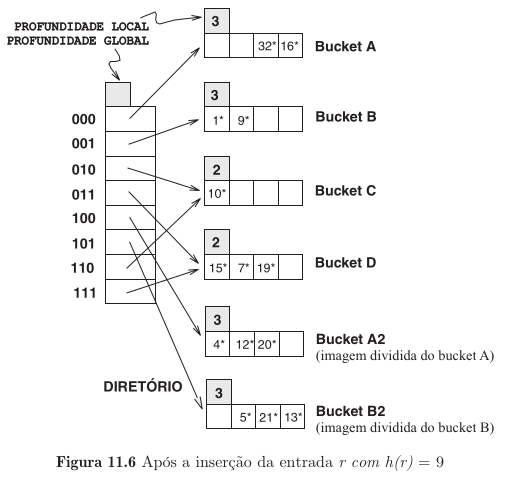 PROFUNDIDADE LOCAL
PROFUNDIDADE GLOBAL
3
32* 16*
Bucket A
3
000
1* 9*
Bucket B
001
010
2
011
10*
Bucket C
100
101
2
110
15* 7* 19*
Bucket D
111
3
4* 12* 20*
Bucket A2
(imagem dividida do bucket A)
DIRETÓRIO
3
5* 21* 13*
Bucket B2
(imagem dividida do bucket B)
Figura 11.6 Após a inserção da entrada r com h(r) = 9